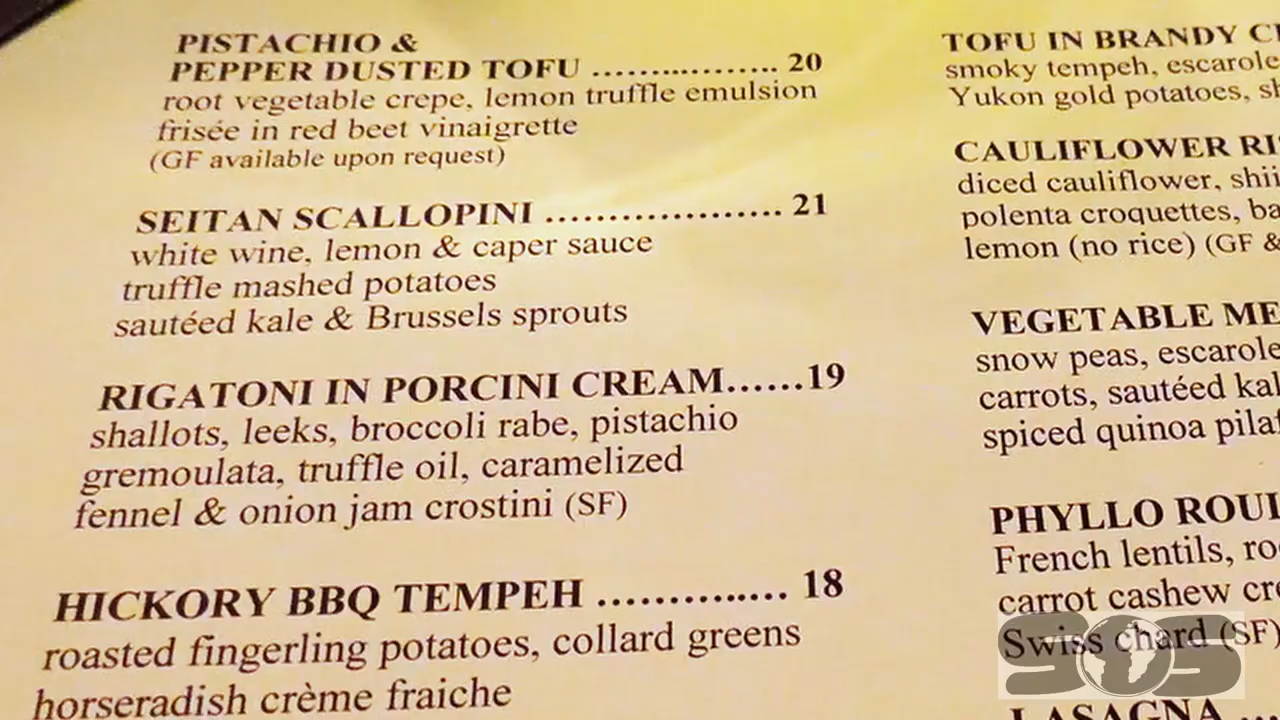 PISTACHIO &
PEPPER DUSTED TOFU .................. 20
root vegetable crepe, lemon truffle emulsion
frisée in red beet vinaigrette
(GF available upon request)
SEITAN SCALLOPINI ................... 21
white wine, lemon & caper sauce
truffle mashed potatoes
sautéed kale & Brussels sprouts
RIGATONI IN PORCINI CREAM......19
shallots, leeks, broccoli rabe, pistachio
gremoulata, truffle oil, caramelized
fennel & onion jam crostini (SF)
HICKORY BBQ TEMPEH ............... 18
roasted fingerling potatoes, collard greens
horseradish crème fraiche
TOFU IN BRANDY
smoky tempeh, escarole
Yukon gold potatoes,
CAULIFLOWER
diced cauliflower,
polenta croquettes,
lemon (no rice) (GF &
VEGETABLE
snow peas, escarole
carrots, sautéed
spiced quinoa
PHYLLO
French lentils,
carrot cashew
Swiss chard (SF)
LASAGNA ...
SOS